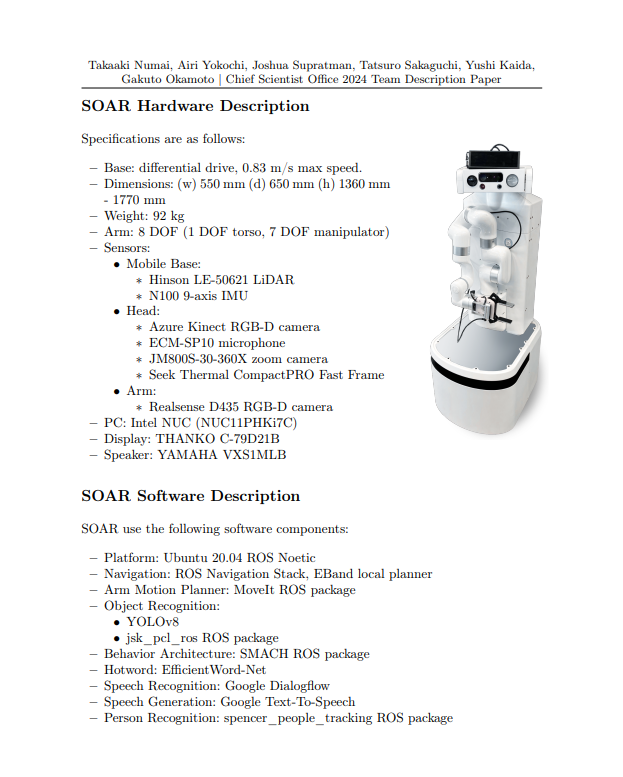 Takaaki Numai, Airi Yokochi, Joshua Supratman, Tatsuro Sakaguchi, Yushi Kaida,
Gakuto Okamoto | Chief Scientist Office 2024 Team Description Paper
SOAR Hardware Description
Specifications are as follows:
– Base: differential drive, 0.83 m/s max speed.
– Dimensions: (w) 550 mm (d) 650 mm (h) 1360 mm
- 1770 mm
– Weight: 92 kg
– Arm: 8 DOF (1 DOF torso, 7 DOF manipulator)
– Sensors:
• Mobile Base:
∗ Hinson LE-50621 LiDAR
∗ N100 9-axis IMU
• Head:
∗ Azure Kinect RGB-D camera
∗ ECM-SP10 microphone
∗ JM800S-30-360X zoom camera
∗ Seek Thermal CompactPRO Fast Frame
• Arm:
∗ Realsense D435 RGB-D camera
– PC: Intel NUC (NUC11PHKi7C)
– Display: THANKO C-79D21B
– Speaker: YAMAHA VXS1MLB
SOAR Software Description
SOAR use the following software components:
– Platform: Ubuntu 20.04 ROS Noetic
– Navigation: ROS Navigation Stack, EBand local planner
– Arm Motion Planner: MoveIt ROS package
– Object Recognition:
• YOLOv8
• jsk_pcl_ros ROS package
– Behavior Architecture: SMACH ROS package
– Hotword: EfficientWord-Net
– Speech Recognition: Google Dialogflow
– Speech Generation: Google Text-To-Speech
– Person Recognition: spencer_people_tracking ROS package